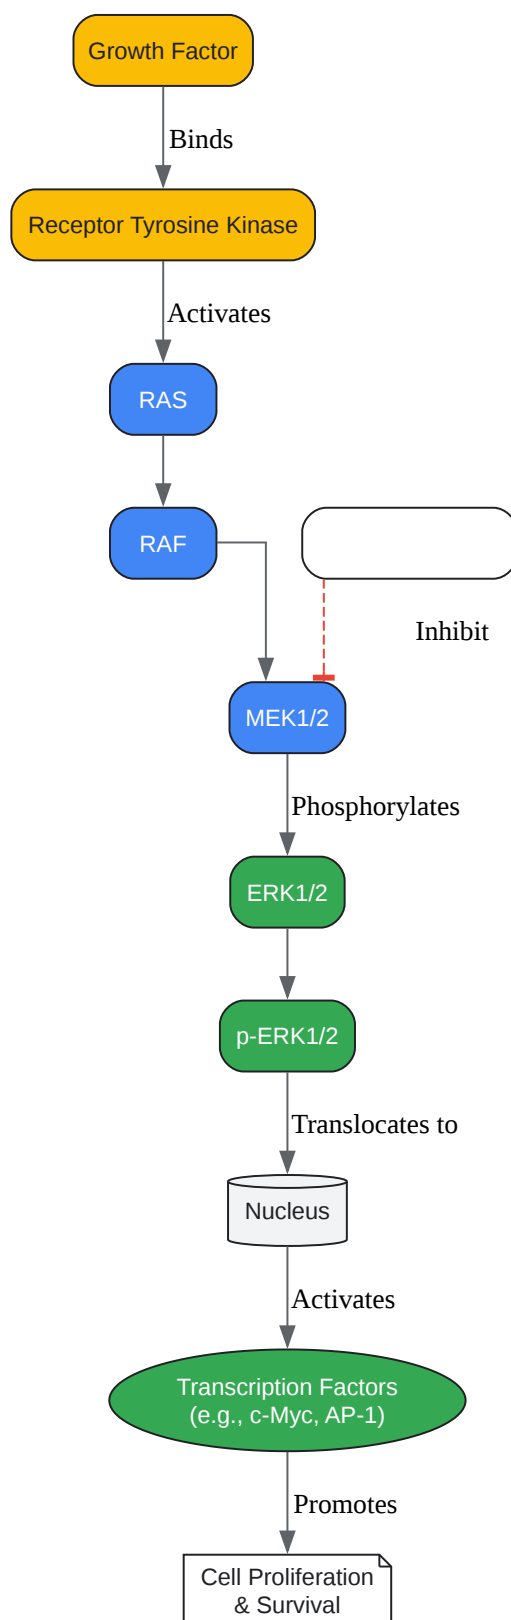 Growth Factor
Binds
Receptor Tyrosine Kinase
Activates
RAS
RAF
Inhibit
MEK1/2
Phosphorylates
ERK1/2
p-ERK1/2
Translocates to
Nucleus
Activates
Transcription Factors
(e.g., c-Myc, AP-1)
Promotes
Cell Proliferation
& Survival